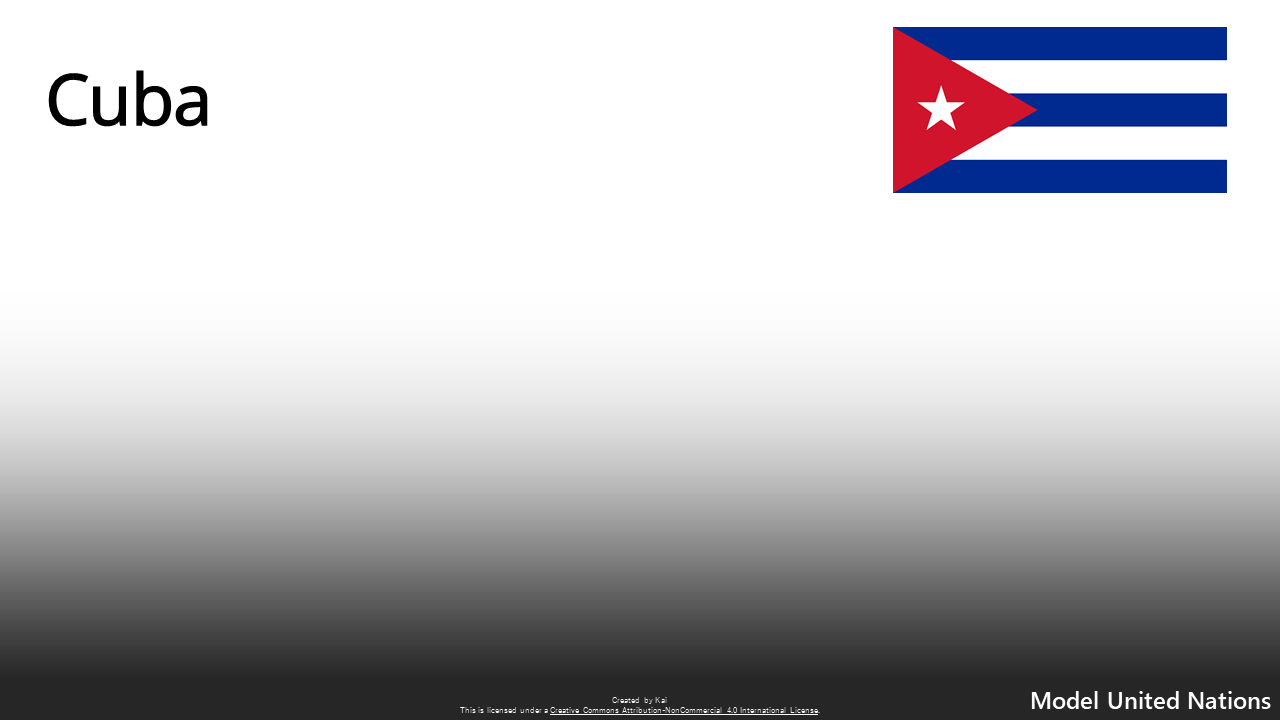 Cuba
Created by Kai
This is licensed under a Creative Commons Attribution-NonCommercial 4.0 International License.
Model United Nations